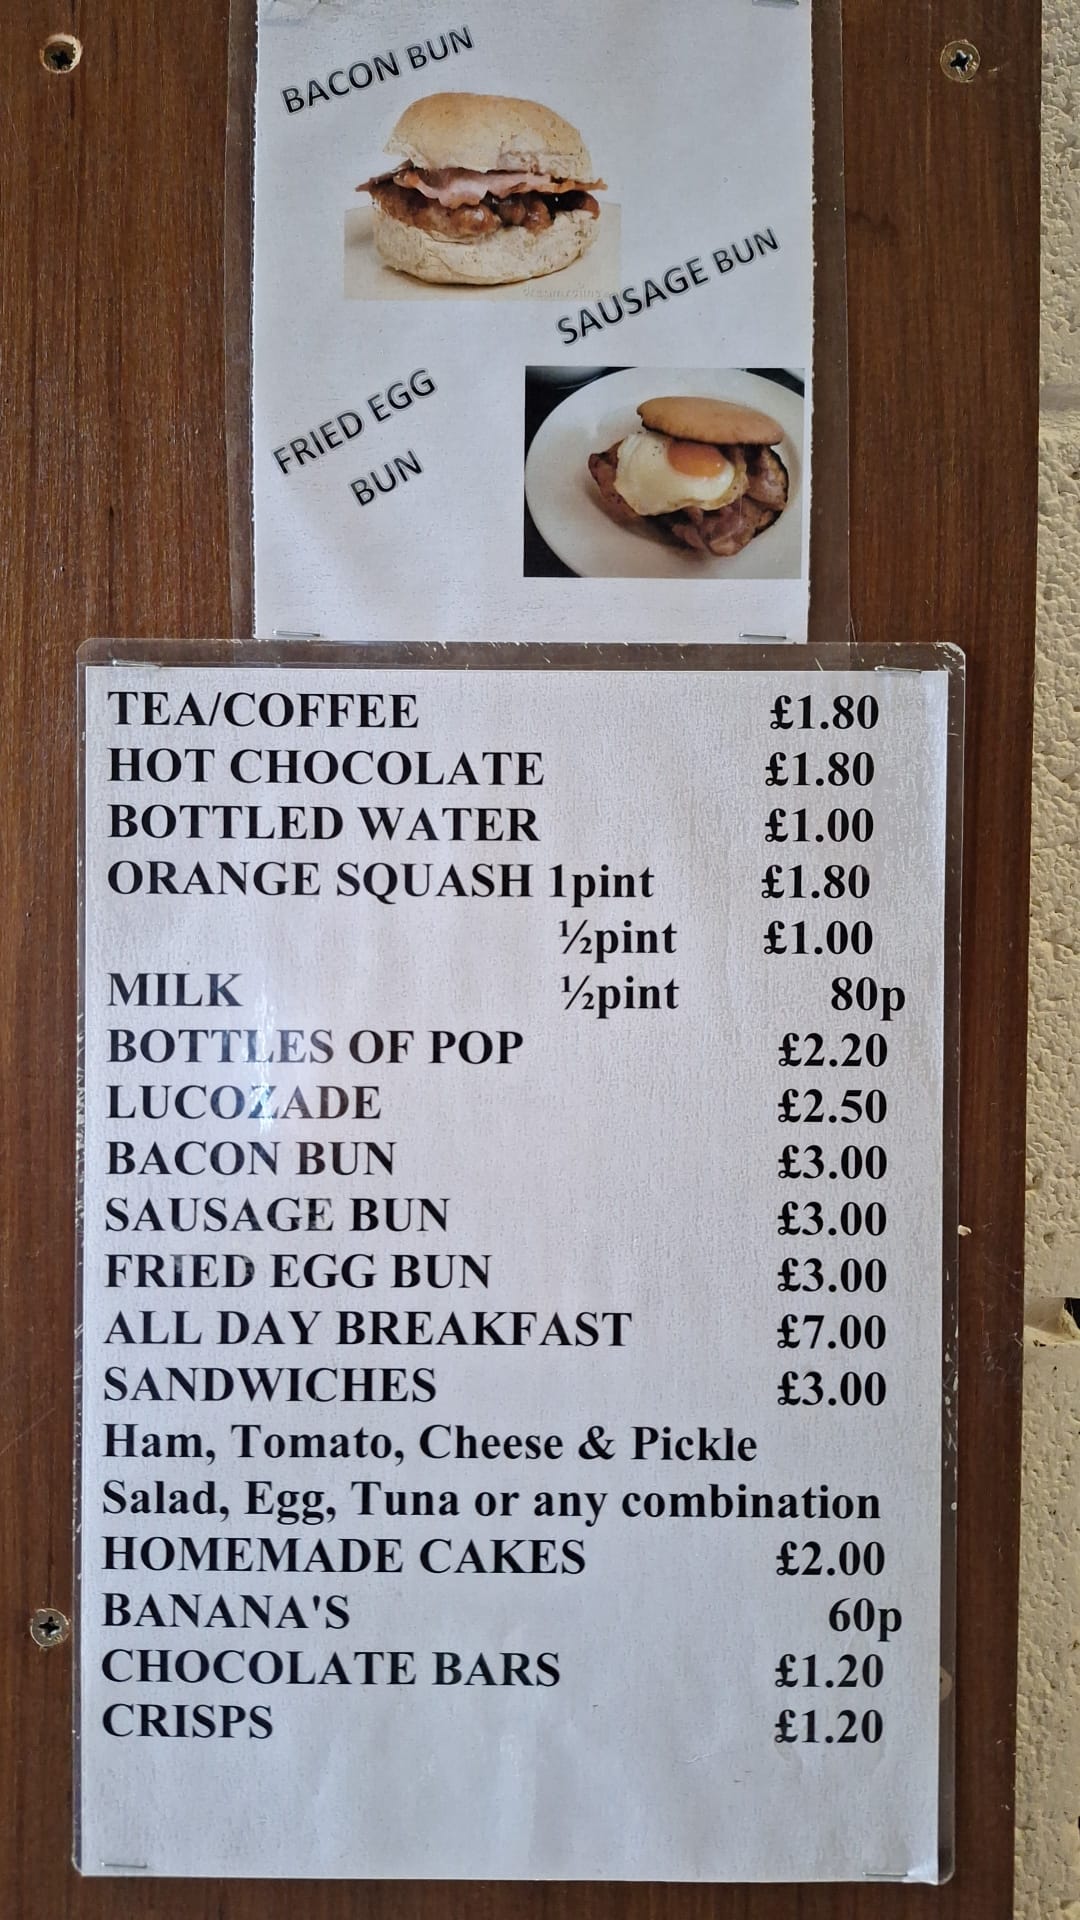 BACON BUN
SAUSAGE BUN
FRIED EGG
BUN
TEA/COFFEE £1.80
HOT CHOCOLATE £1.80
BOTTLED WATER £1.00
ORANGE SQUASH 1pint £1.80
½pint £1.00
MILK ½pint 80p
BOTTLES OF POP £2.20
LUCOZADE £2.50
BACON BUN £3.00
SAUSAGE BUN £3.00
FRIED EGG BUN £3.00
ALL DAY BREAKFAST £7.00
SANDWICHES £3.00
Ham, Tomato, Cheese & Pickle
Salad, Egg, Tuna or any combination
HOMEMADE CAKES £2.00
BANANA'S 60p
CHOCOLATE BARS £1.20
CRISPS £1.20